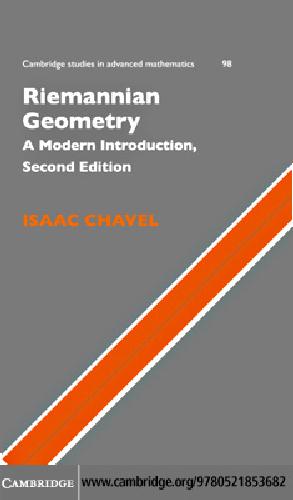 Cambridge studies in advanced mathematics 98
Riemannian
Geometry
A Modern Introduction,
Second Edition
ISAAC CHAVEL
CAMBRIDGE www.cambridge.org/9780521853682